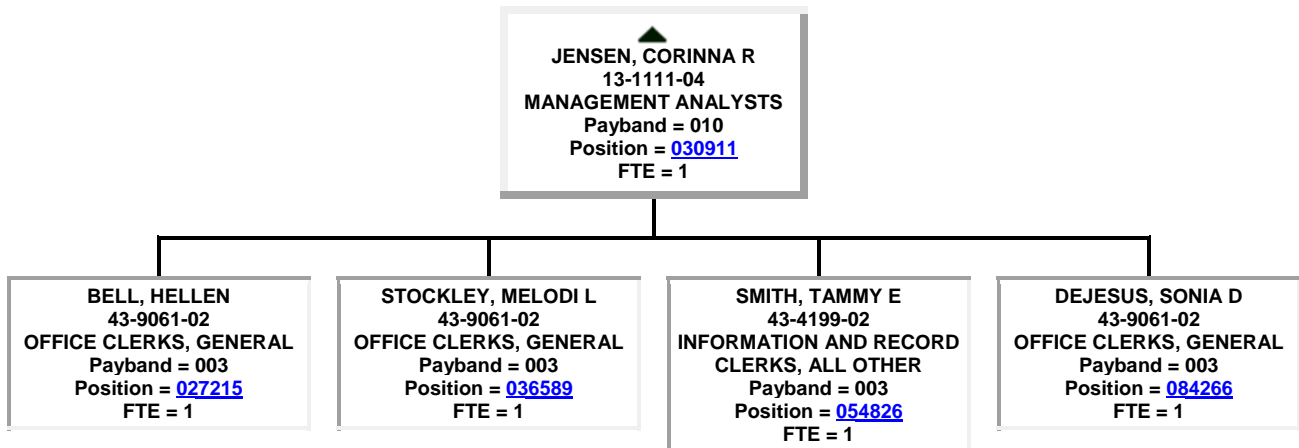 JENSEN, CORINNA R
13-1111-04
MANAGEMENT ANALYSTS
Payband = 010
Position = 030911
FTE = 1
BELL, HELLEN
43-9061-02
OFFICE CLERKS, GENERAL
Payband = 003
Position = 027215
FTE = 1
STOCKLEY, MELODI L
43-9061-02
OFFICE CLERKS, GENERAL
Payband = 003
Position = 036589
FTE = 1
SMITH, TAMMY E
43-4199-02
INFORMATION AND RECORD
CLERKS, ALL OTHER
Payband = 003
Position = 054826
FTE = 1
DEJESUS, SONIA D
43-9061-02
OFFICE CLERKS, GENERAL
Payband = 003
Position = 084266
FTE = 1